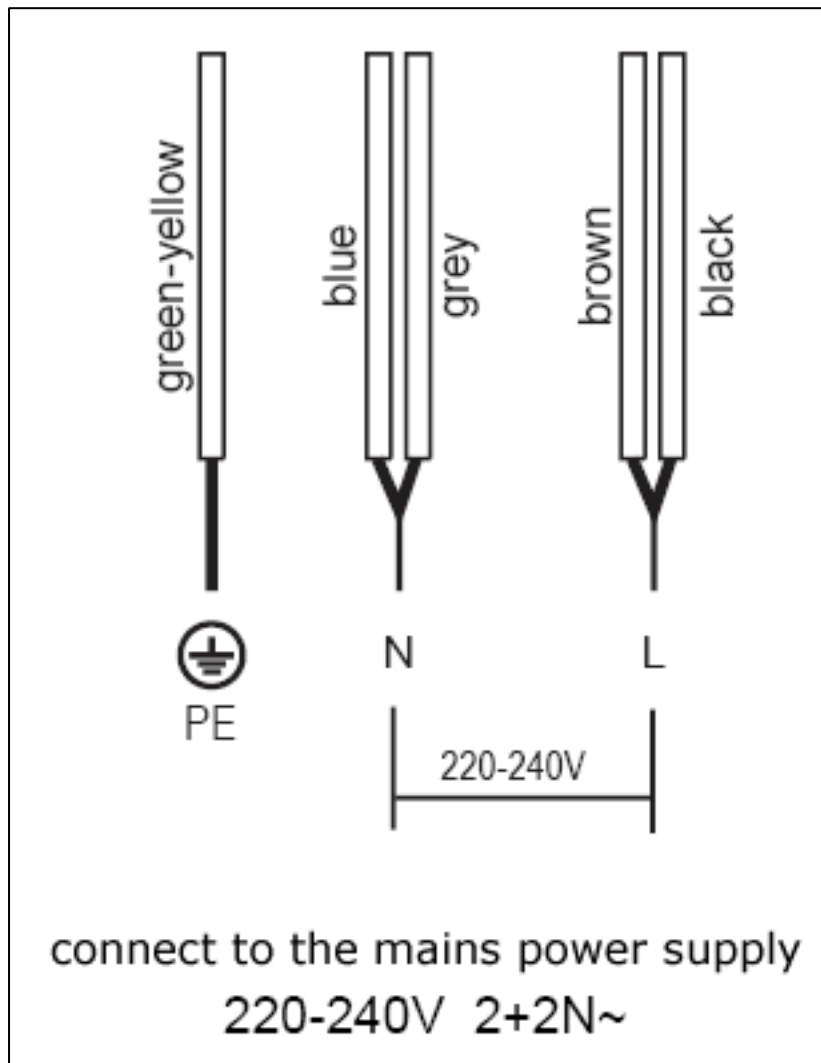 green-yellow
blue
grey
brown
black
PE
N
L
220-240V
connect to the mains power supply
220-240V 2+2N~